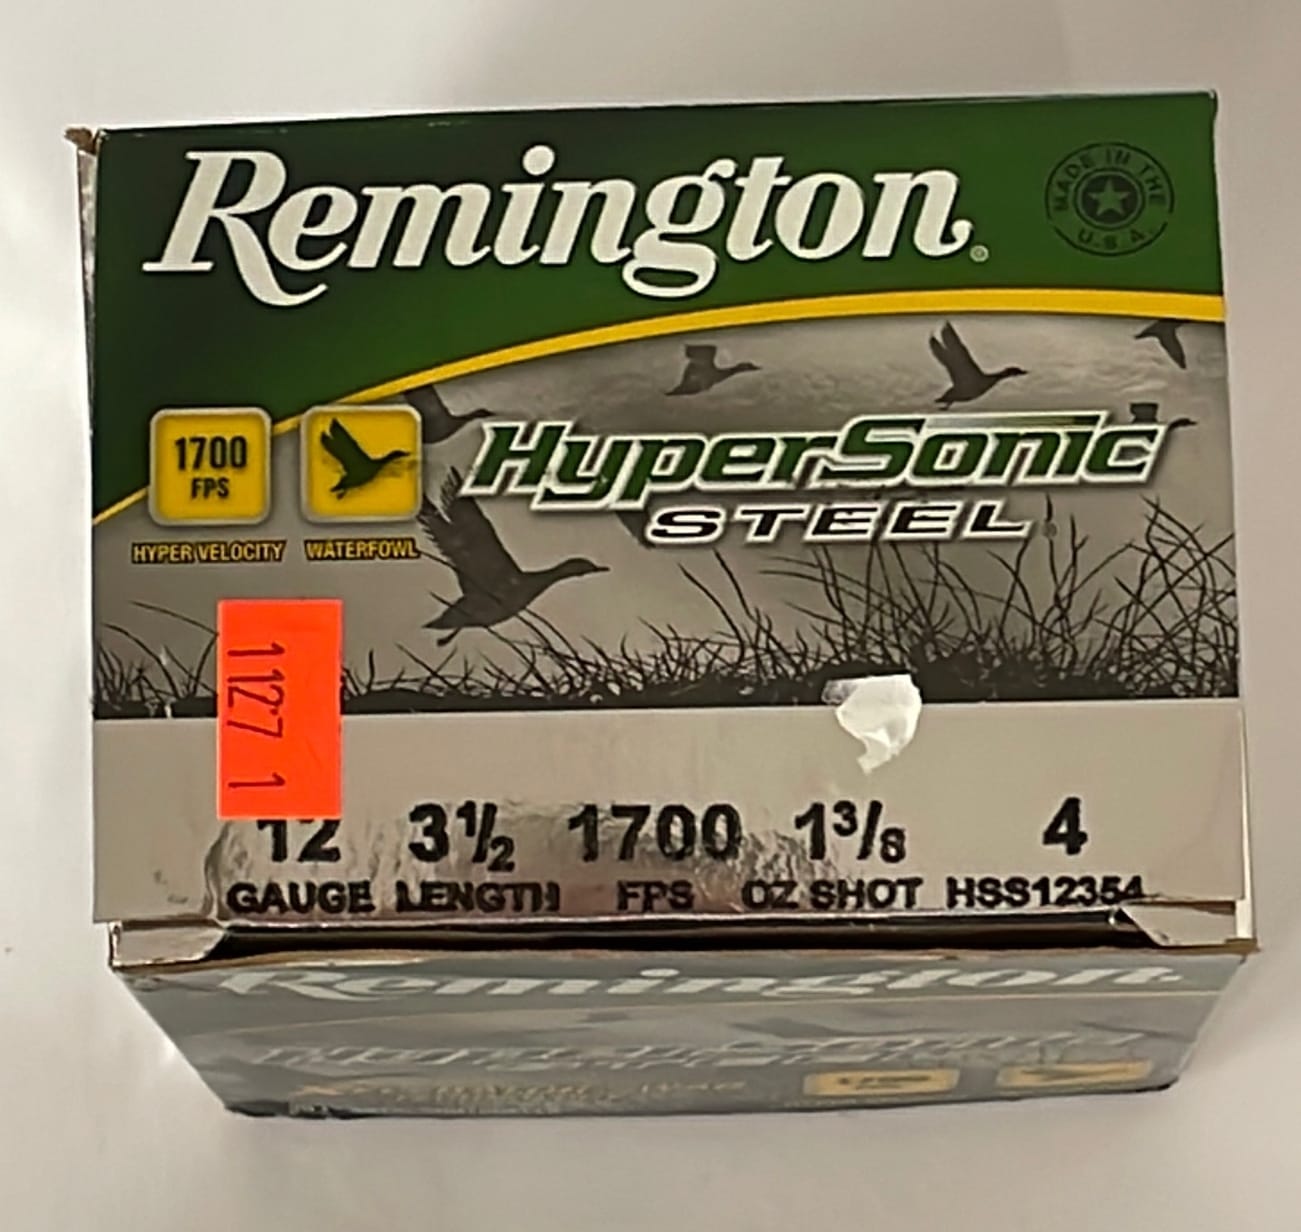 Remington®
MADE IN THE
U.S.A.
1700
FPS
HYPER VELOCITY
WATERFOWL
HyperSonic
STEEL
1127 1
12 3½ 1700 1⅜ 4
GAUGE LENGTH FPS OZ SHOT HSS12354
Remington